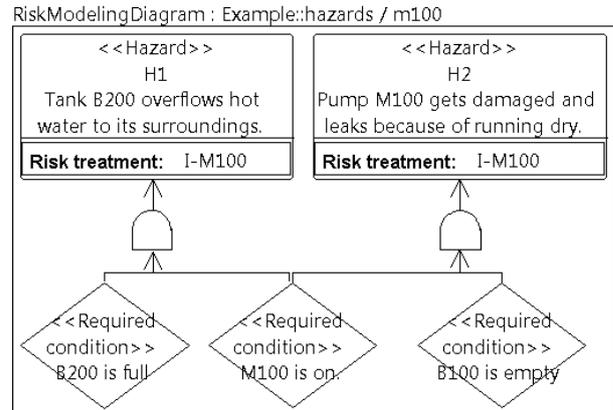 RiskModelingDiagram : Example::hazards / m100
<<Hazard>>
H1
Tank B200 overflows hot
water to its surroundings.
Risk treatment: I-M100
<<Hazard>>
H2
Pump M100 gets damaged and
leaks because of running dry.
Risk treatment: I-M100
<<Required
condition>>
B200 is full
<<Required
condition>>
M100 is on.
<<Required
condition>>
B100 is empty